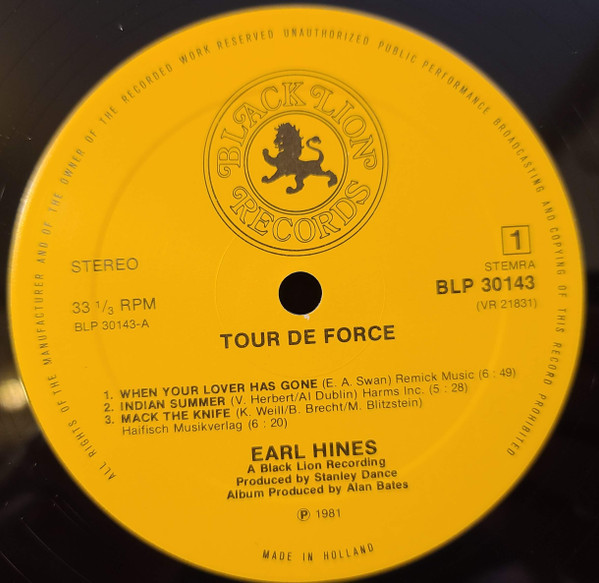 ALL RIGHTS OF THE MANUFACTURER AND OF THE OWNER OF THE RECORDED WORK RESERVED UNAUTHORIZED PUBLIC PERFORMANCE BROADCASTING AND COPYING OF THIS RECORD PROHIBITED
BLACK LION
RECORDS
STEREO
33 1/3 RPM
BLP 30143-A
1
STEMRA
BLP 30143
(VR 21831)
TOUR DE FORCE
1. WHEN YOUR LOVER HAS GONE (E. A. Swan) Remick Music (6 : 49)
2. INDIAN SUMMER (V. Herbert/Al Dublin) Harms Inc. (5 : 28)
3. MACK THE KNIFE (K. Weill/B. Brecht/M. Blitzstein)
Haifisch Musikverlag (6 : 20)
EARL HINES
A Black Lion Recording
Produced by Stanley Dance
Album Produced by Alan Bates
℗ 1981
MADE IN HOLLAND